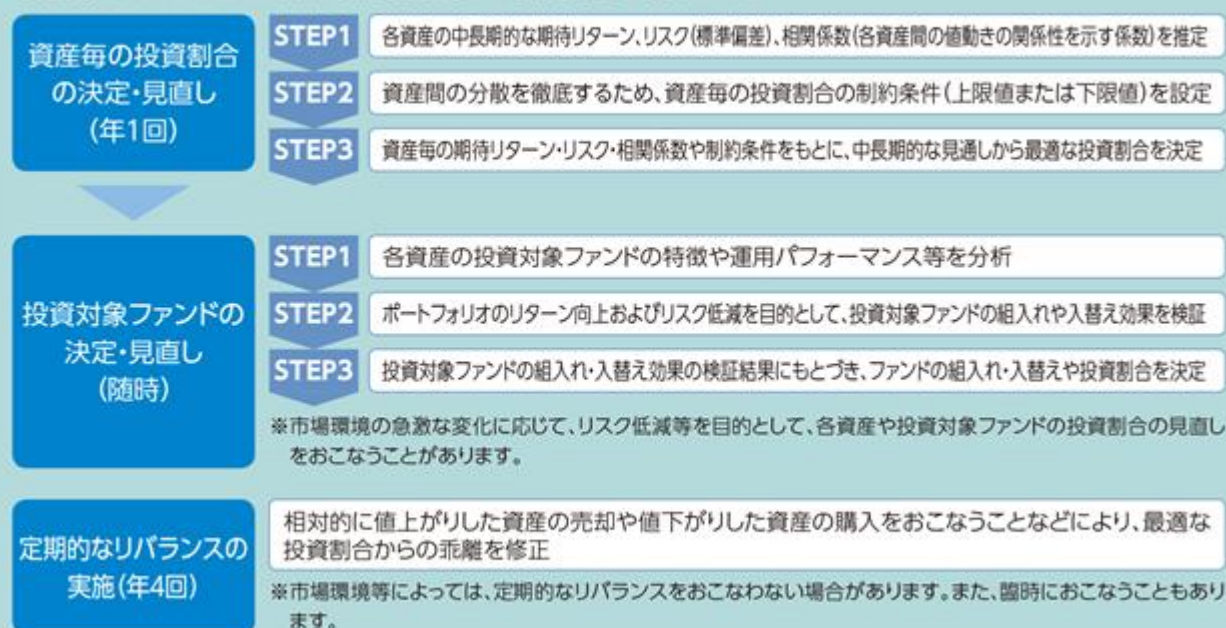 資産毎の投資割合
の決定・見直し
(年1回)
STEP1 各資産の中長期的な期待リターン、リスク(標準偏差)、相関係数(各資産間の値動きの関係性を示す係数)を推定
STEP2 資産間の分散を徹底するため、資産毎の投資割合の制約条件(上限値または下限値)を設定
STEP3 資産毎の期待リターン・リスク・相関係数や制約条件をもとに、中長期的な見通しから最適な投資割合を決定
投資対象ファンドの
決定・見直し
(随時)
STEP1 各資産の投資対象ファンドの特徴や運用パフォーマンス等を分析
STEP2 ポートフォリオのリターン向上およびリスク低減を目的として、投資対象ファンドの組入れや入替え効果を検証
STEP3 投資対象ファンドの組入れ・入替え効果の検証結果にもとづき、ファンドの組入れ・入替えや投資割合を決定
※市場環境の急激な変化に応じて、リスク低減等を目的として、各資産や投資対象ファンドの投資割合の見直し
をおこなうことがあります。
定期的なリバランスの
実施(年4回)
相対的に値上がりした資産の売却や値下がりした資産の購入をおこなうことなどにより、最適な
投資割合からの乖離を修正
※市場環境等によっては、定期的なリバランスをおこなわない場合があります。また、臨時におこなうこともあり
ます。